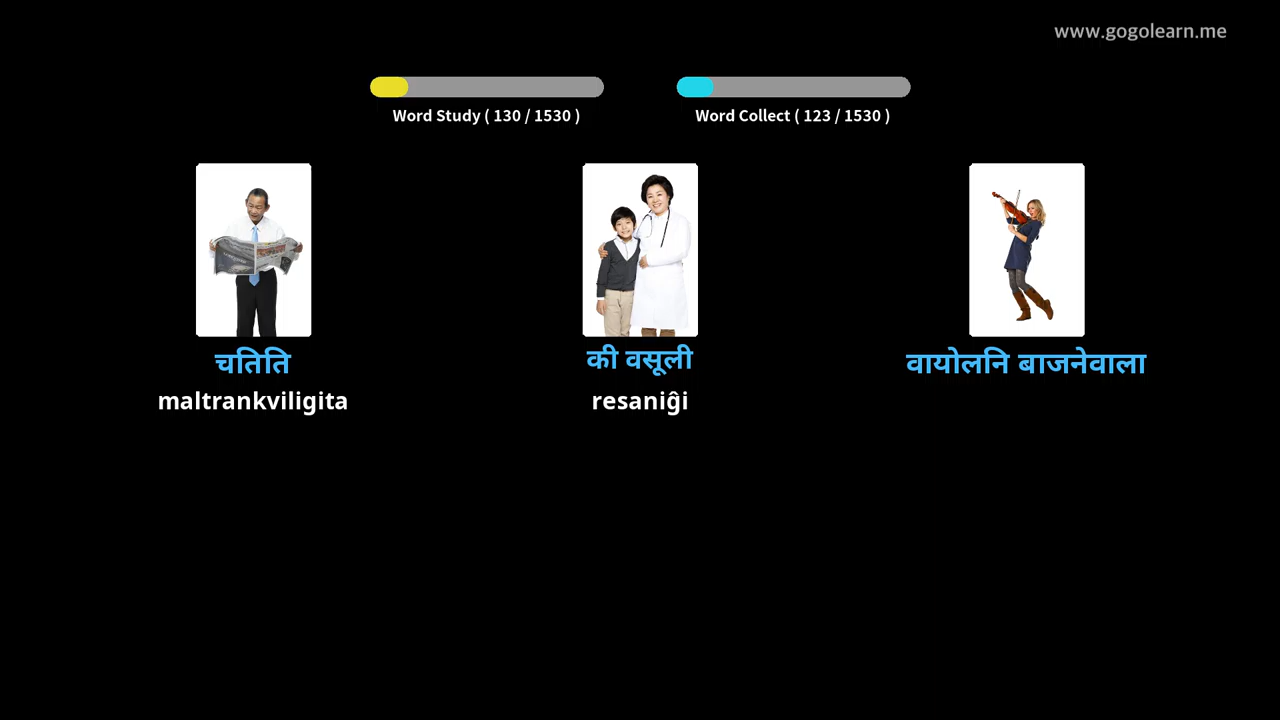 www.gogolearn.me
Word Study ( 130 / 1530 )
Word Collect ( 123 / 1530 )
चतिति
की वसूली
वायोलनि बाजनेवाला
maltrankviligita
resaniĝi